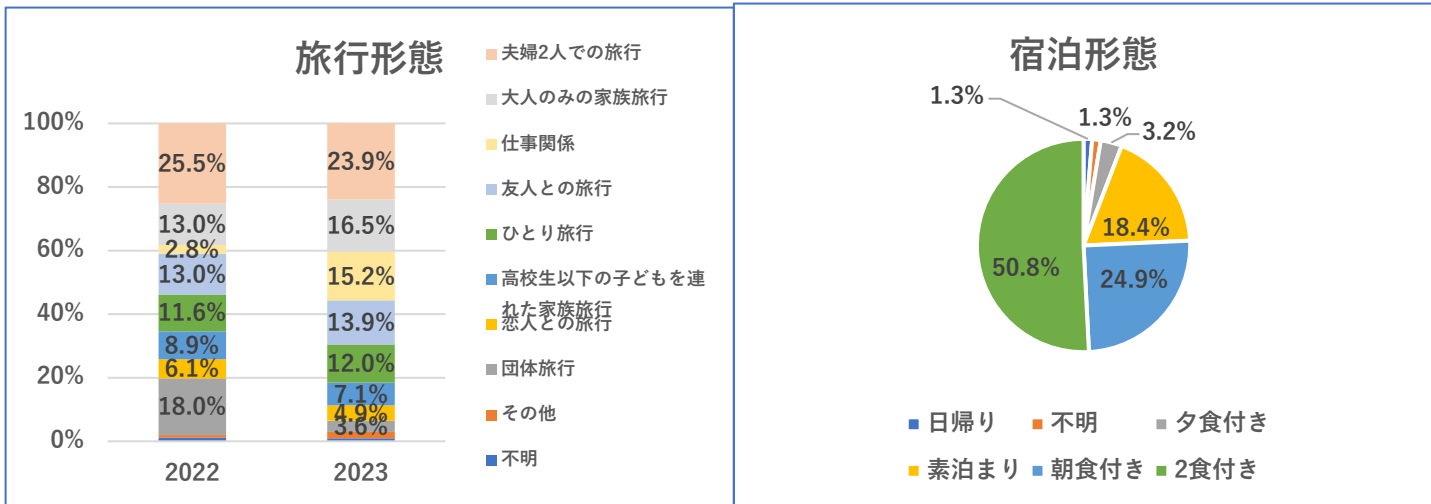 旅行形態
夫婦2人での旅行
大人のみの家族旅行
仕事関係
友人との旅行
ひとり旅行
高校生以下の子どもを連
れた家族旅行
恋人との旅行
団体旅行
その他
不明
100%
80%
60%
40%
20%
0%
25.5%
13.0%
2.8%
13.0%
11.6%
8.9%
6.1%
18.0%
23.9%
16.5%
15.2%
13.9%
12.0%
7.1%
4.9%
3.6%
2022
2023
宿泊形態
1.3%
1.3%
3.2%
18.4%
24.9%
50.8%
日帰り
不明
夕食付き
素泊まり
朝食付き
2食付き